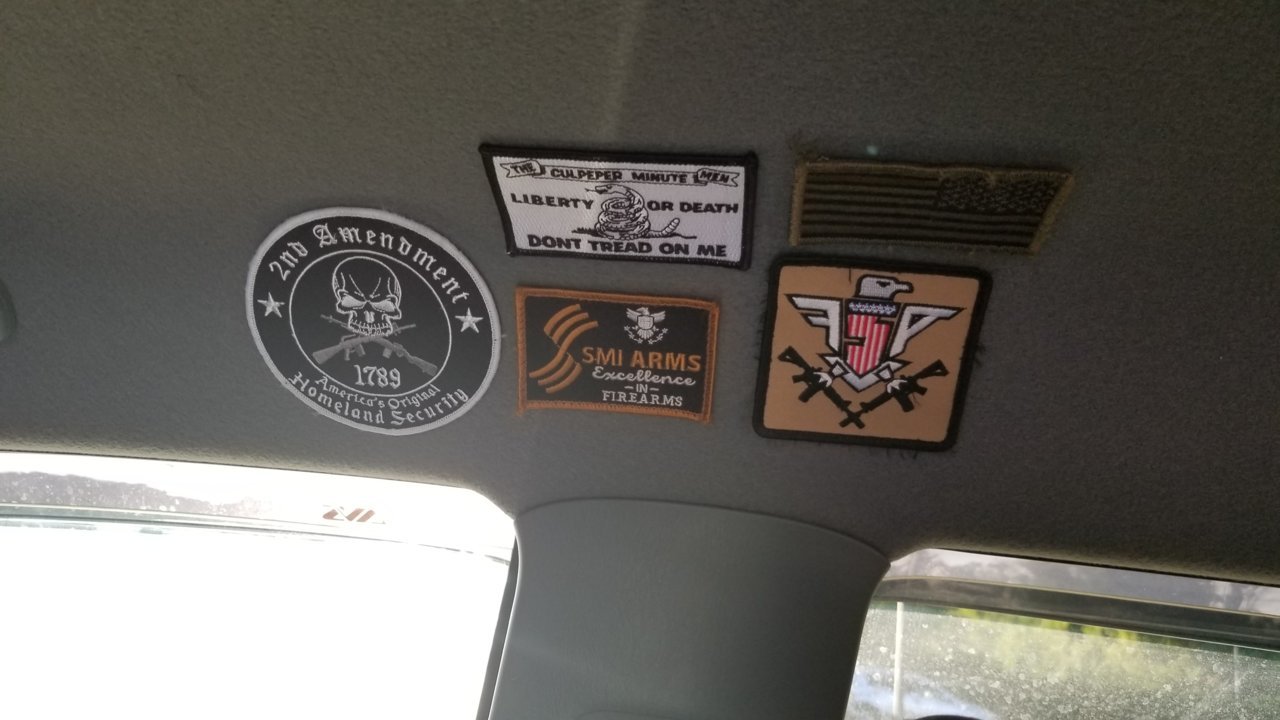 THE CULPEPER MINUTE MEN
LIBERTY OR DEATH
DONT TREAD ON ME
2nd Amendment
1789
America's Original
Homeland Security
SMI ARMS
Excellence
-IN-
FIREARMS